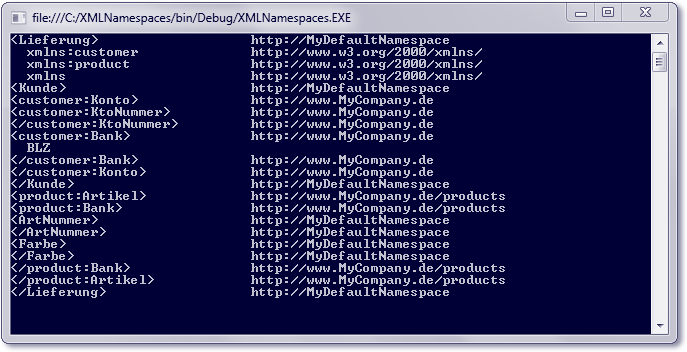 file:///C:/XMLNamespaces/bin/Debug/XMLNamespaces.EXE
<Lieferung> http://MyDefaultNamespace
xmlns:customer http://www.w3.org/2000/xmlns/
xmlns:product http://www.w3.org/2000/xmlns/
xmlns http://www.w3.org/2000/xmlns/
<Kunde> http://MyDefaultNamespace
<customer:Konto> http://www.MyCompany.de
<customer:KtoNummer> http://www.MyCompany.de
</customer:KtoNummer> http://www.MyCompany.de
<customer:Bank> http://www.MyCompany.de
BLZ
</customer:Bank> http://www.MyCompany.de
</customer:Konto> http://www.MyCompany.de
</Kunde> http://MyDefaultNamespace
<product:Artikel> http://www.MyCompany.de/products
<product:Bank> http://www.MyCompany.de/products
<ArtNummer> http://MyDefaultNamespace
</ArtNummer> http://MyDefaultNamespace
<Farbe> http://MyDefaultNamespace
</Farbe> http://MyDefaultNamespace
</product:Bank> http://www.MyCompany.de/products
</product:Artikel> http://www.MyCompany.de/products
</Lieferung> http://MyDefaultNamespace